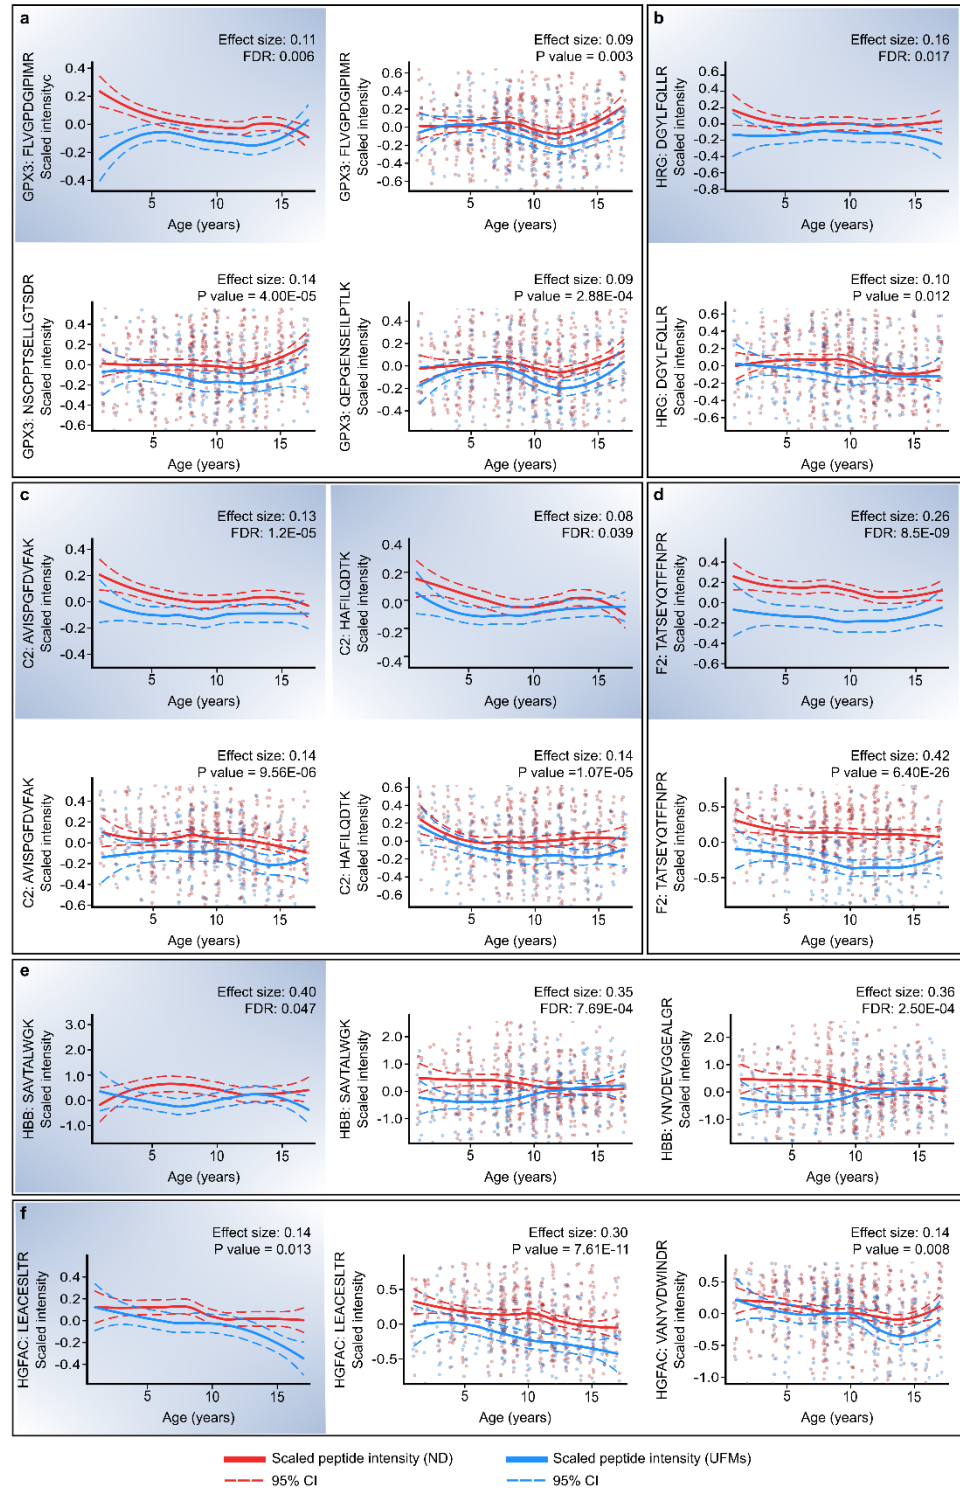 a
Effect size: 0.11
FDR: 0.006
GPX3: FLVGPDGIPIMR
Scaled intensityc
0.4
0.2
0.0
-0.2
-0.4
5 10 15
Age (years)
Effect size: 0.09
P value = 0.003
GPX3: FLVGPDGIPIMR
Scaled intensity
0.6
0.4
0.2
0.0
-0.2
-0.4
-0.6
5 10 15
Age (years)
b
Effect size: 0.16
FDR: 0.017
HRG: DGYLFQLLR
Scaled intensity
0.4
0.2
0.0
-0.2
-0.4
-0.6
-0.8
5 10 15
Age (years)
Effect size: 0.14
P value = 4.00E-05
GPX3: NSCPPTSELLGTSDR
Scaled intensity
0.4
0.2
0.0
-0.2
-0.4
-0.6
5 10 15
Age (years)
Effect size: 0.09
P value = 2.88E-04
GPX3: QEPGENSEILPTLK
Scaled intensity
0.4
0.2
0.0
-0.2
-0.4
-0.6
5 10 15
Age (years)
Effect size: 0.10
P value = 0.012
HRG: DGYLFQLLR
Scaled intensity
0.6
0.4
0.2
0.0
-0.2
-0.4
-0.6
5 10 15
Age (years)
c
Effect size: 0.13
FDR: 1.2E-05
C2: AVISPGFDVFAK
Scaled intensity
0.4
0.2
0.0
-0.2
-0.4
5 10 15
Age (years)
Effect size: 0.08
FDR: 0.039
C2: HAFILQDTK
Scaled intensity
0.4
0.2
0.0
-0.2
-0.4
5 10 15
Age (years)
d
Effect size: 0.26
FDR: 8.5E-09
F2: TATSEYQTFFNPR
Scaled intensity
0.4
0.2
0.0
-0.2
-0.4
-0.6
5 10 15
Age (years)
Effect size: 0.14
P value = 9.56E-06
C2: AVISPGFDVFAK
Scaled intensity
0.4
0.2
0.0
-0.2
-0.4
-0.6
5 10 15
Age (years)
Effect size: 0.14
P value =1.07E-05
C2: HAFILQDTK
Scaled intensity
0.6
0.4
0.2
0.0
-0.2
-0.4
-0.6
5 10 15
Age (years)
Effect size: 0.42
P value = 6.40E-26
F2: TATSEYQTFFNPR
Scaled intensity
0.5
0.0
-0.5
5 10 15
Age (years)
e
Effect size: 0.40
FDR: 0.047
HBB: SAVTALWGK
Scaled intensity
3.0
2.0
1.0
0.0
-1.0
5 10 15
Age (years)
Effect size: 0.35
FDR: 7.69E-04
HBB: SAVTALWGK
Scaled intensity
2.0
1.0
0.0
-1.0
5 10 15
Age (years)
Effect size: 0.36
FDR: 2.50E-04
HBB: VNVDEVGGEALGR
Scaled intensity
2.0
1.0
0.0
-1.0
5 10 15
Age (years)
f
Effect size: 0.14
P value = 0.013
HGFAC: LEACESLTR
Scaled intensity
0.4
0.2
0.0
-0.2
-0.4
5 10 15
Age (years)
Effect size: 0.30
P value = 7.61E-11
HGFAC: LEACESLTR
Scaled intensity
0.5
0.0
-0.5
5 10 15
Age (years)
Effect size: 0.14
P value = 0.008
HGFAC: VANYVDWINDR
Scaled intensity
0.5
0.0
-0.5
-1.0
5 10 15
Age (years)
Scaled peptide intensity (ND) Scaled peptide intensity (UFMs)
95% CI 95% CI